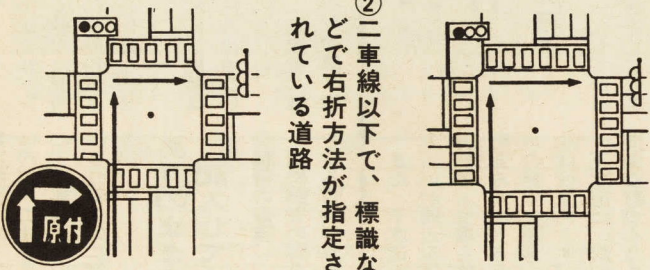 ②二車線以下で、標識な
どで右折方法が指定さ
れている道路
原付